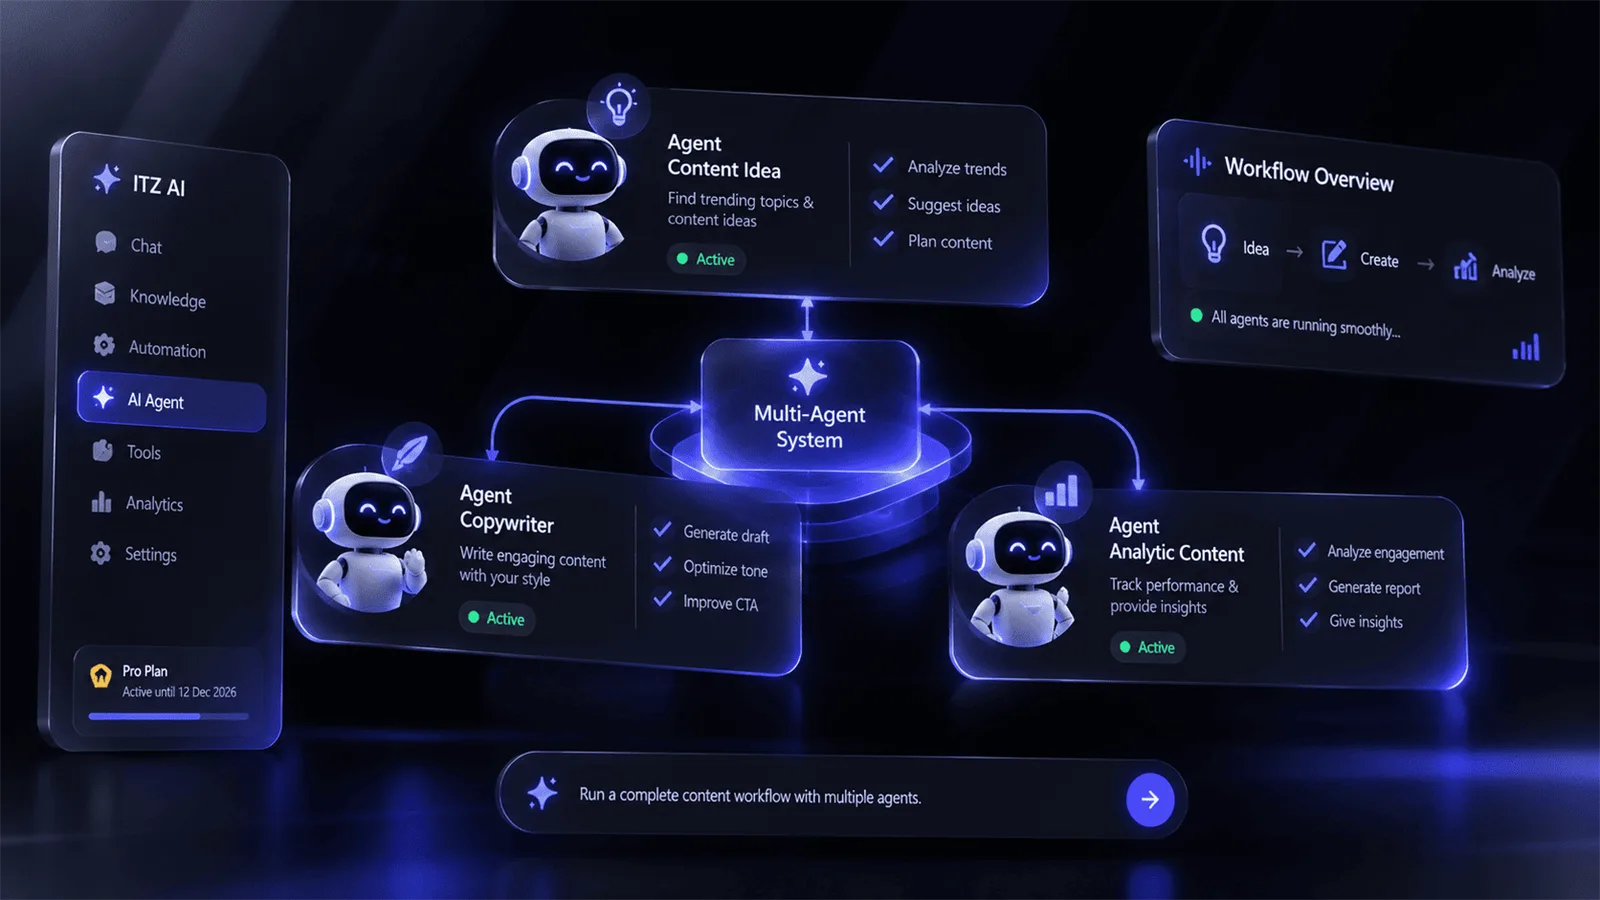 ITZ AI
Chat
Knowledge
Automation
AI Agent
Tools
Analytics
Settings
Pro Plan
Active until 12 Dec 2026
Agent
Content Idea
Find trending topics &
content ideas
Active
Analyze trends
Suggest ideas
Plan content
Workflow Overview
Idea
Create
Analyze
All agents are running smoothly...
Multi-Agent
System
Agent
Copywriter
Write engaging content
with your style
Active
Generate draft
Optimize tone
Improve CTA
Agent
Analytic Content
Track performance &
provide insights
Active
Analyze engagement
Generate report
Give insights
Run a complete content workflow with multiple agents.